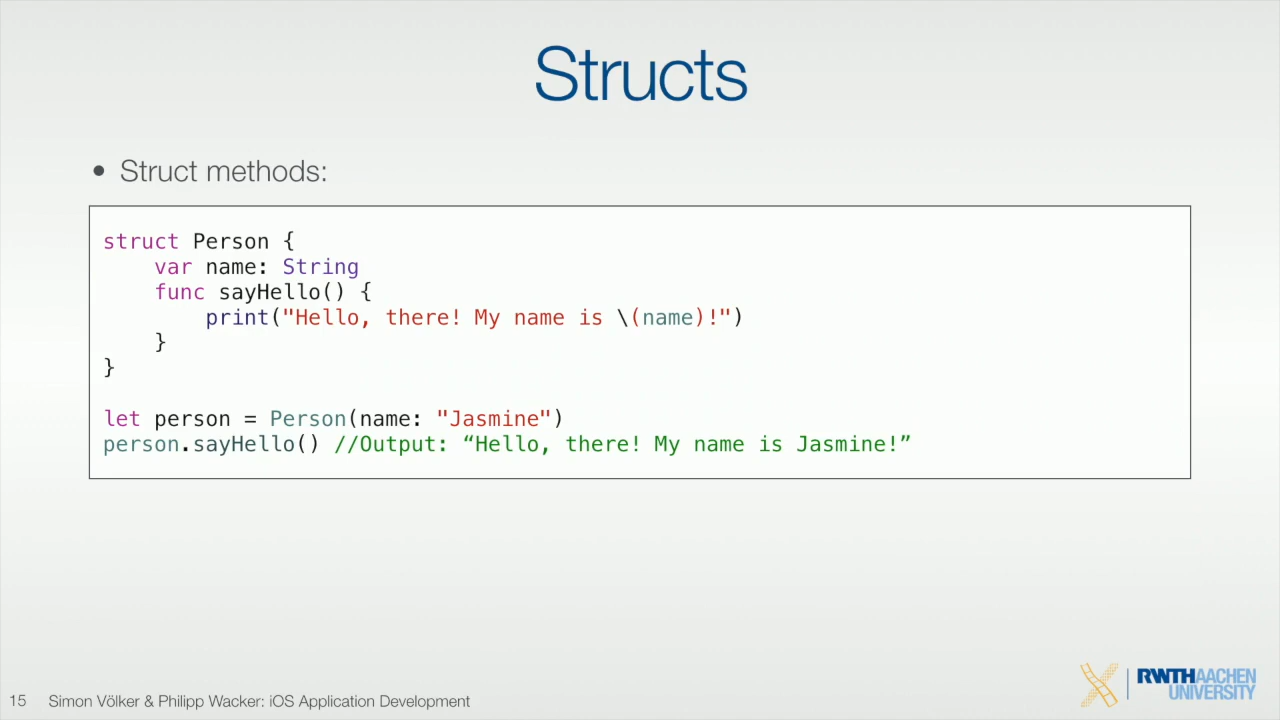 Structs
• Struct methods:
struct Person {
    var name: String
    func sayHello() {
        print("Hello, there! My name is \(name)!")
    }
}
let person = Person(name: "Jasmine")
person.sayHello() //Output: “Hello, there! My name is Jasmine!”
15 Simon Völker & Philipp Wacker: iOS Application Development
RWTHAACHEN
UNIVERSITY